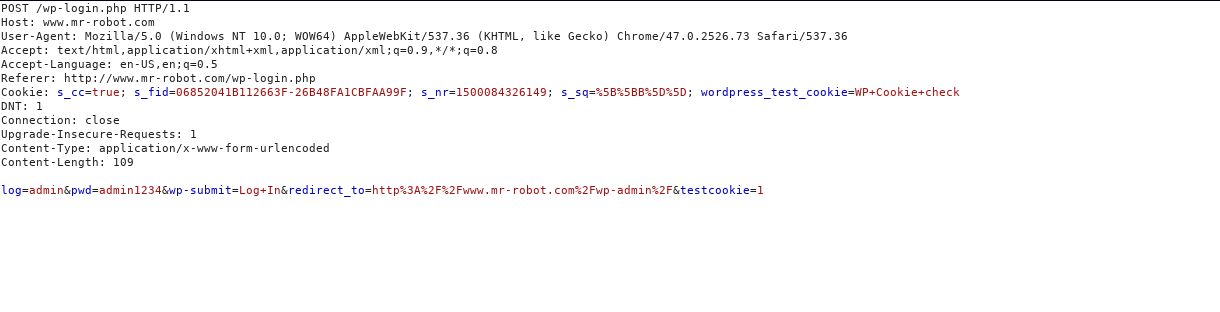 POST /wp-login.php HTTP/1.1
Host: www.mr-robot.com
User-Agent: Mozilla/5.0 (Windows NT 10.0; WOW64) AppleWebKit/537.36 (KHTML, like Gecko) Chrome/47.0.2526.73 Safari/537.36
Accept: text/html,application/xhtml+xml,application/xml;q=0.9,*/*;q=0.8
Accept-Language: en-US,en;q=0.5
Referer: http://www.mr-robot.com/wp-login.php
Cookie: s_cc=true; s_fid=06852041B112663F-26B48FA1CBFAA99F; s_nr=1500084326149; s_sq=%5B%5BB%5D%5D; wordpress_test_cookie=WP+Cookie+check
DNT: 1
Connection: close
Upgrade-Insecure-Requests: 1
Content-Type: application/x-www-form-urlencoded
Content-Length: 109
log=admin&pwd=admin1234&wp-submit=Log+In&redirect_to=http%3A%2F%2Fwww.mr-robot.com%2Fwp-admin%2F&testcookie=1